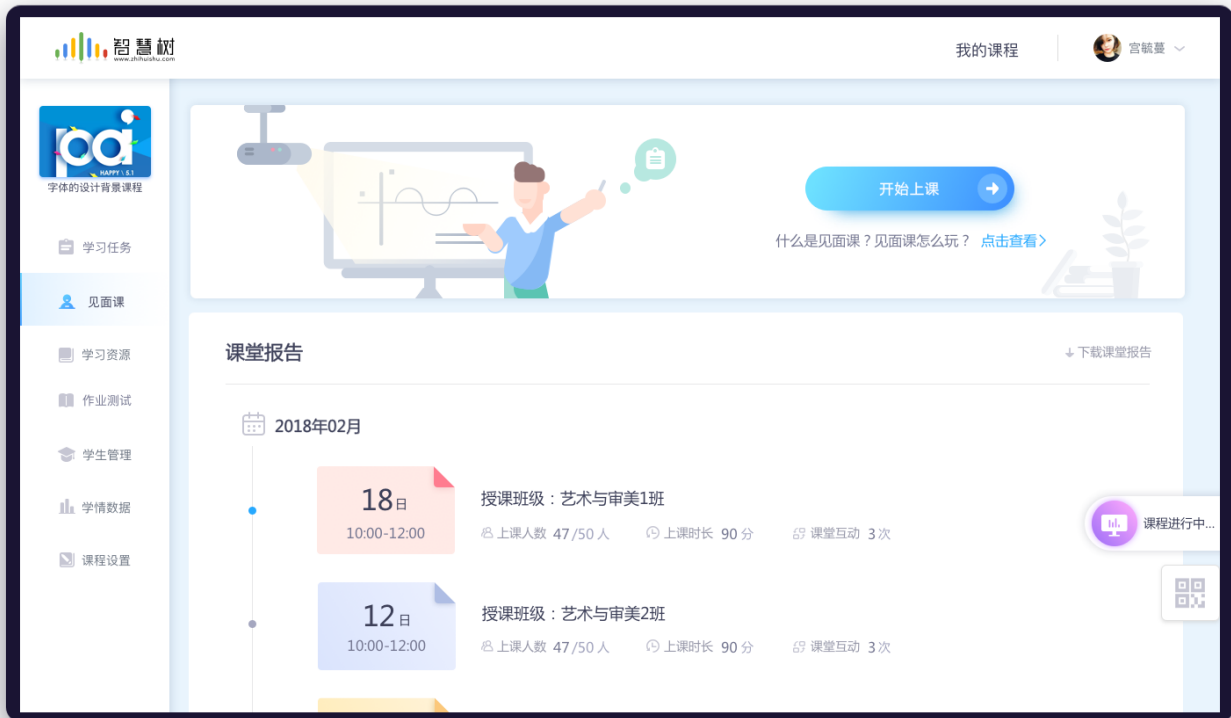 智慧树
www.zhihuishu.com
我的课程
宫毓蔓
pai
HAPPY \ 5.1
字体的设计背景课程
学习任务
见面课
学习资源
作业测试
学生管理
学情数据
课程设置
开始上课
什么是见面课？见面课怎么玩？ 点击查看
课堂报告
下载课堂报告
2018年02月
18日
10:00-12:00
授课班级：艺术与审美1班
上课人数 47/50 人 上课时长 90 分 课堂互动 3次
课程进行中...
12日
10:00-12:00
授课班级：艺术与审美2班
上课人数 47/50 人 上课时长 90 分 课堂互动 3次